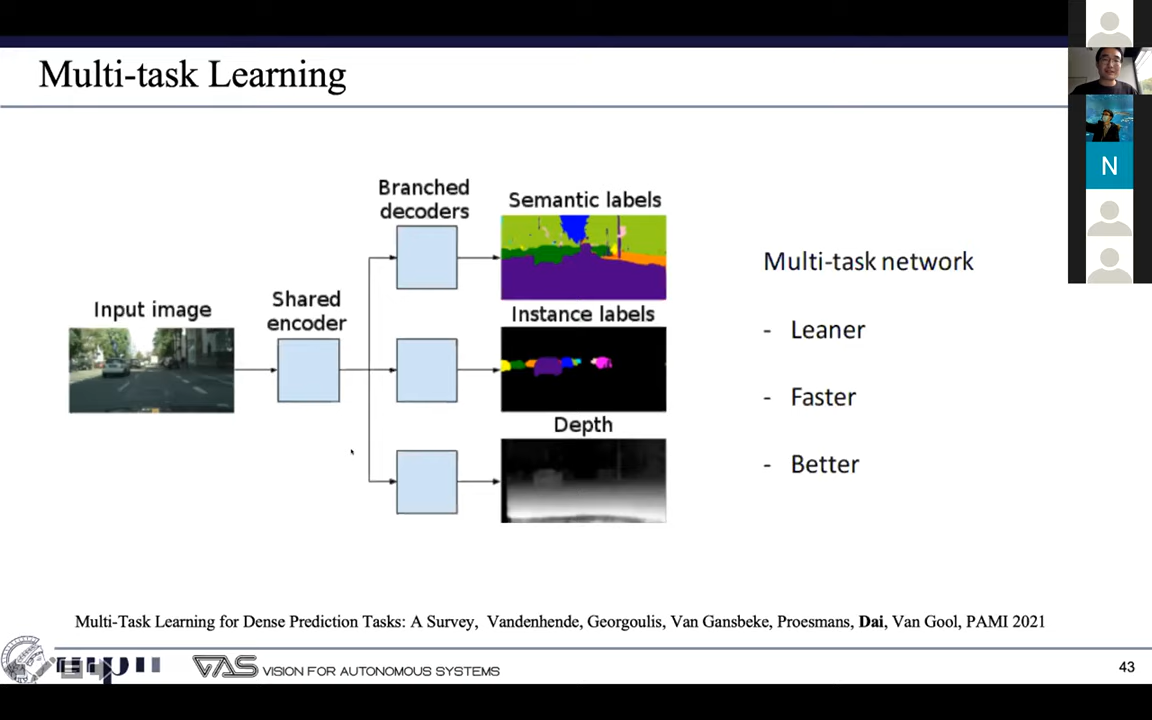 Multi-task Learning
Branched
decoders
Semantic labels
Input image
Shared
encoder
Instance labels
Depth
Multi-task network
- Leaner
- Faster
- Better
N
Multi-Task Learning for Dense Prediction Tasks: A Survey, Vandenhende, Georgoulis, Van Gansbeke, Proesmans, Dai, Van Gool, PAMI 2021
VAS VISION FOR AUTONOMOUS SYSTEMS
43